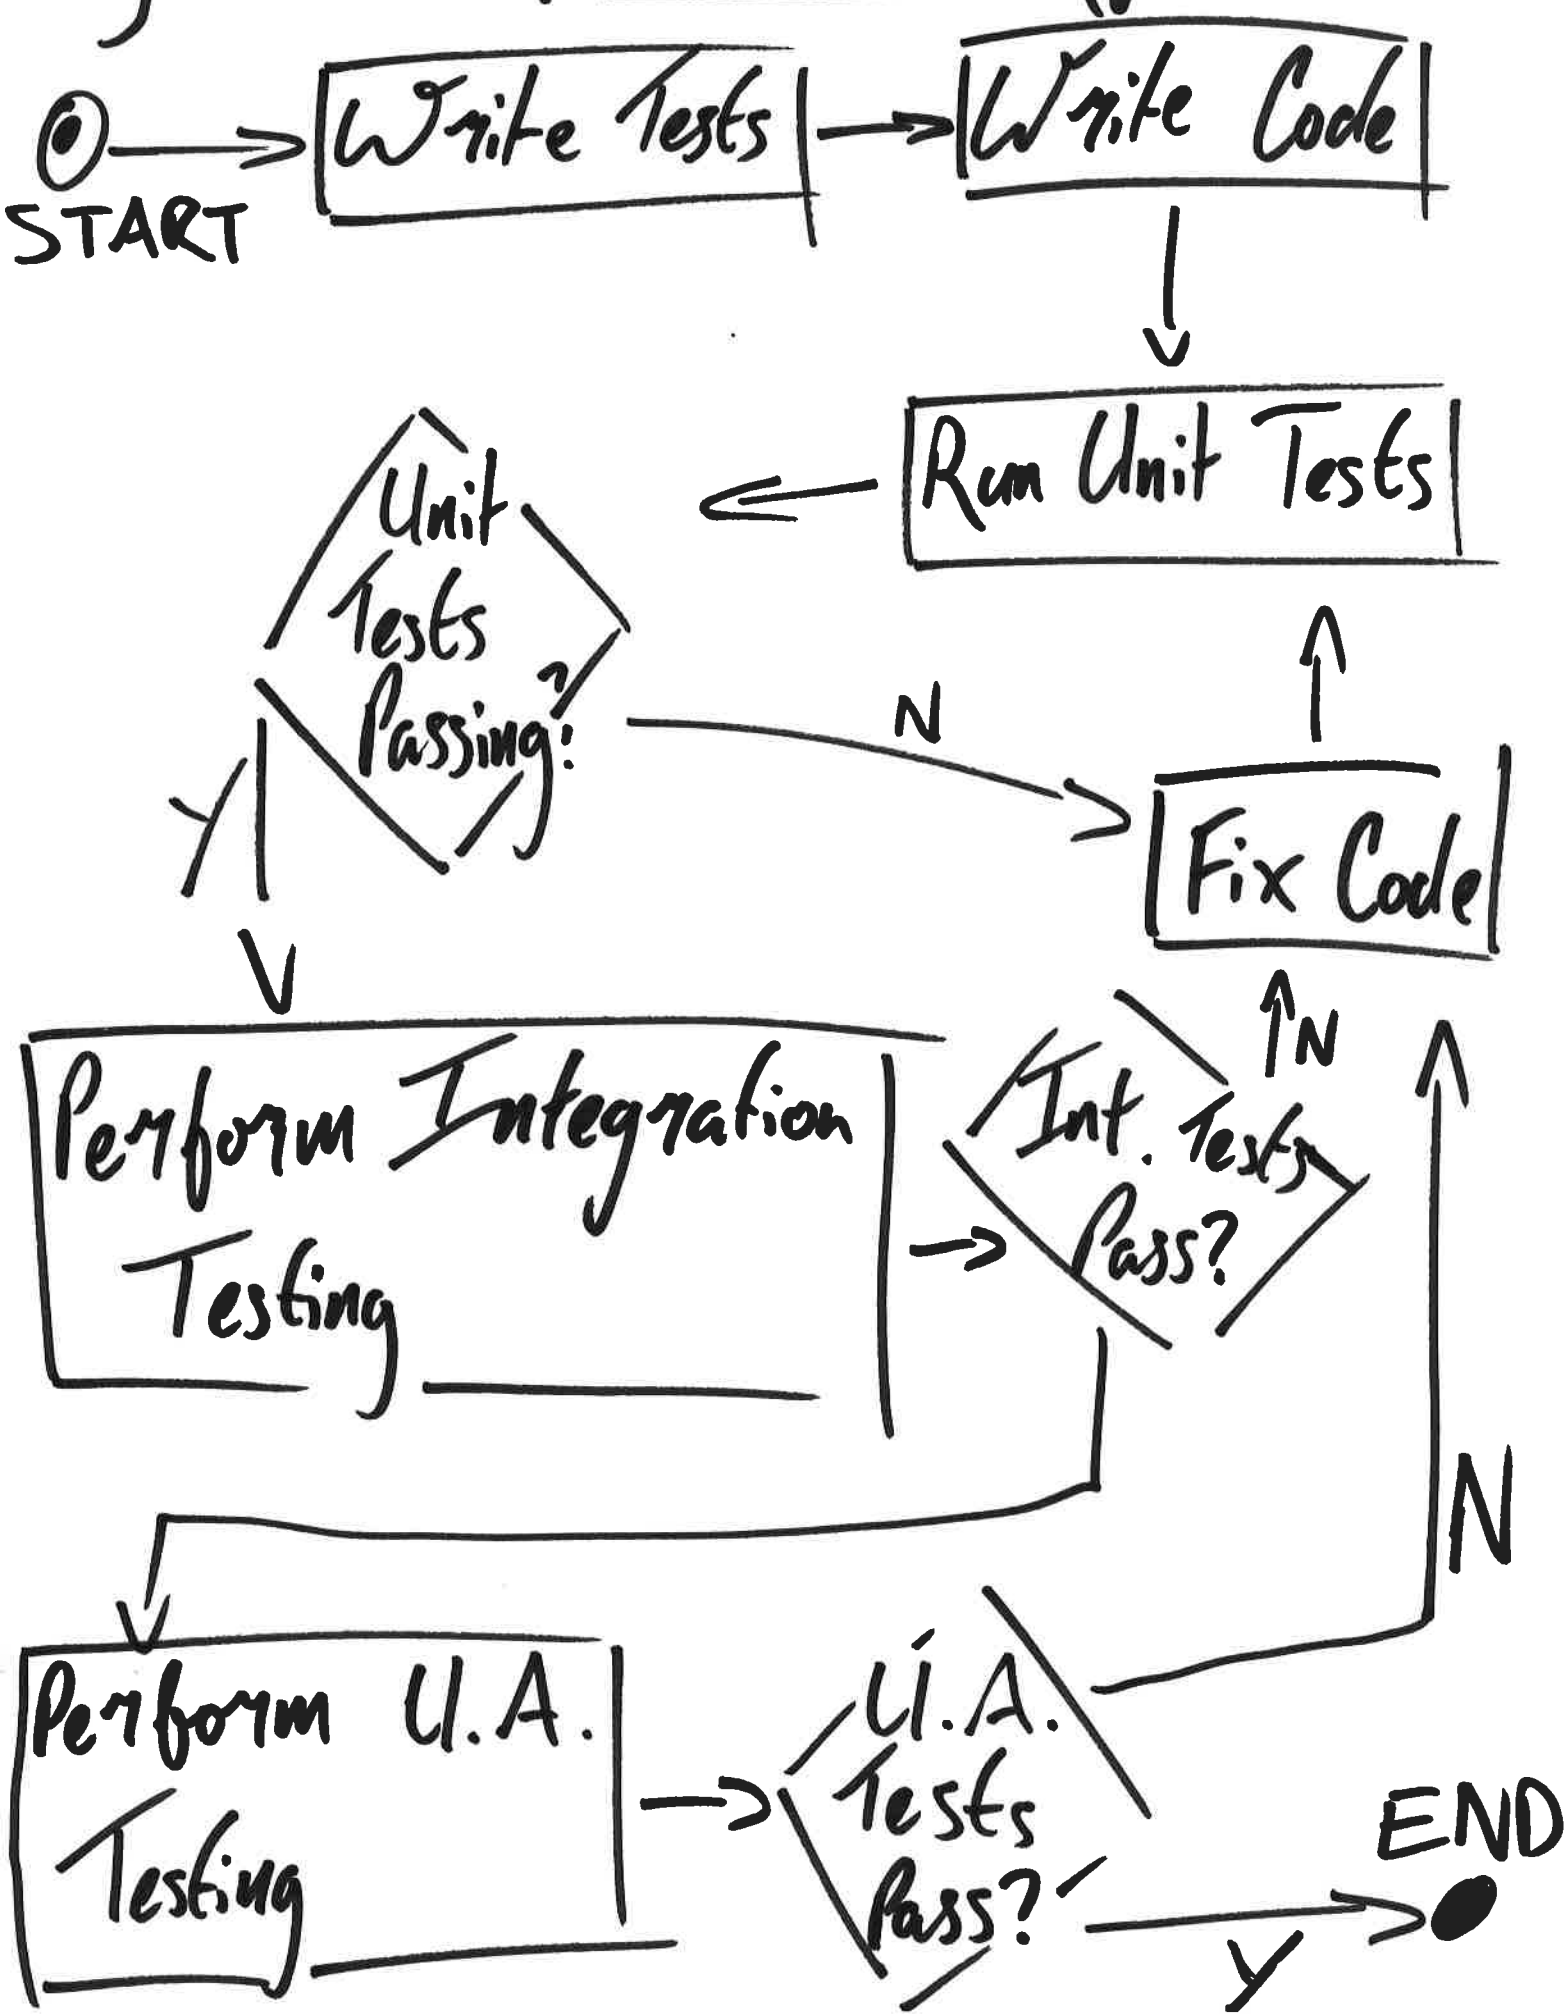 Write Tests
Write Code
START
Run Unit Tests
Unit
Tests
Passing?
N
Y
Fix Code
N
Perform Integration
Testing
Int. Tests
Pass?
N
Perform U.A.
Testing
U.A.
Tests
Pass?
END
Y